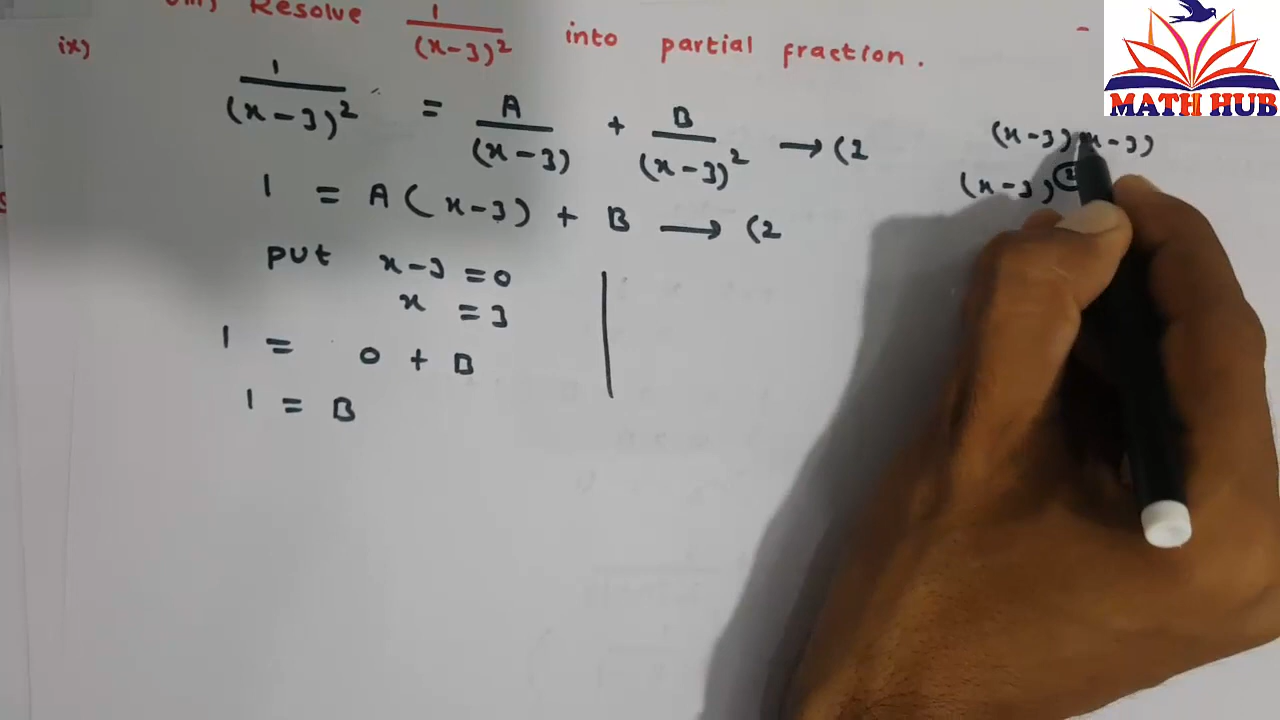 Resolve 1/(x-3)² into partial fraction.
ix)
1/(x-3)² = A/(x-3) + B/(x-3)² → (2
1 = A(x-3) + B → (2
put x-3 = 0
x = 3
1 = 0 + B
1 = B
(x-3)(x-3)
(x-3)
MATH HUB